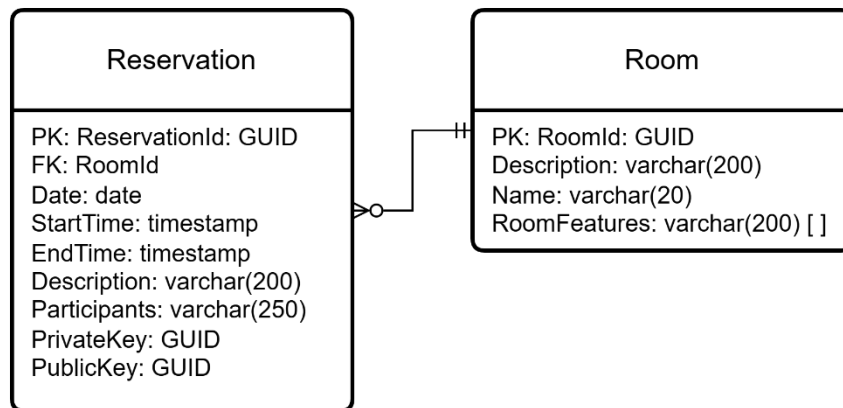 Reservation
PK: ReservationId: GUID
FK: RoomId
Date: date
StartTime: timestamp
EndTime: timestamp
Description: varchar(200)
Participants: varchar(250)
PrivateKey: GUID
PublicKey: GUID
Room
PK: RoomId: GUID
Description: varchar(200)
Name: varchar(20)
RoomFeatures: varchar(200) [ ]